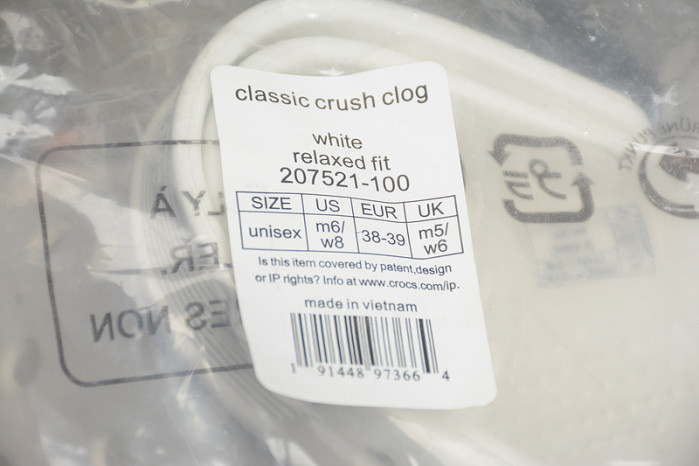 classic crush clog
white
relaxed fit
207521-100
SIZE US EUR UK
unisex m6/w8 38-39 m5/w6
Is this item covered by patent,design
or IP rights? Info at www.crocs.com/ip.
made in vietnam
1 91448 97366 4
NON
PUNKT